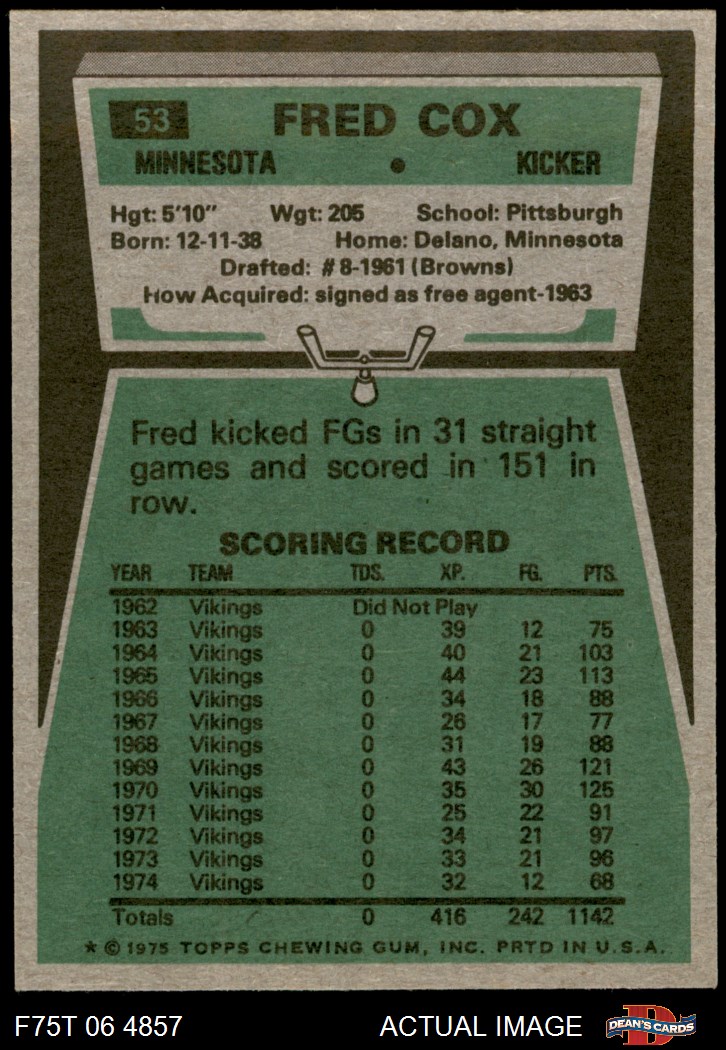 53 FRED COX
MINNESOTA • KICKER
Hgt: 5'10" Wgt: 205 School: Pittsburgh
Born: 12-11-38 Home: Delano, Minnesota
Drafted: #8-1961 (Browns)
How Acquired: signed as free agent-1963
Fred kicked FGs in 31 straight
games and scored in 151 in
row.
SCORING RECORD
YEAR TEAM TDS. XP. FG. PTS.
1962 Vikings Did Not Play
1963 Vikings 0 39 12 75
1964 Vikings 0 40 21 103
1965 Vikings 0 44 23 113
1966 Vikings 0 34 18 88
1967 Vikings 0 26 17 77
1968 Vikings 0 31 19 88
1969 Vikings 0 43 26 121
1970 Vikings 0 35 30 125
1971 Vikings 0 25 22 91
1972 Vikings 0 34 21 97
1973 Vikings 0 33 21 96
1974 Vikings 0 32 12 68
Totals 0 416 242 1142
* © 1975 TOPPS CHEWING GUM, INC. PRTD IN U.S.A.
F75T 06 4857 ACTUAL IMAGE D DEAN'S CARDS